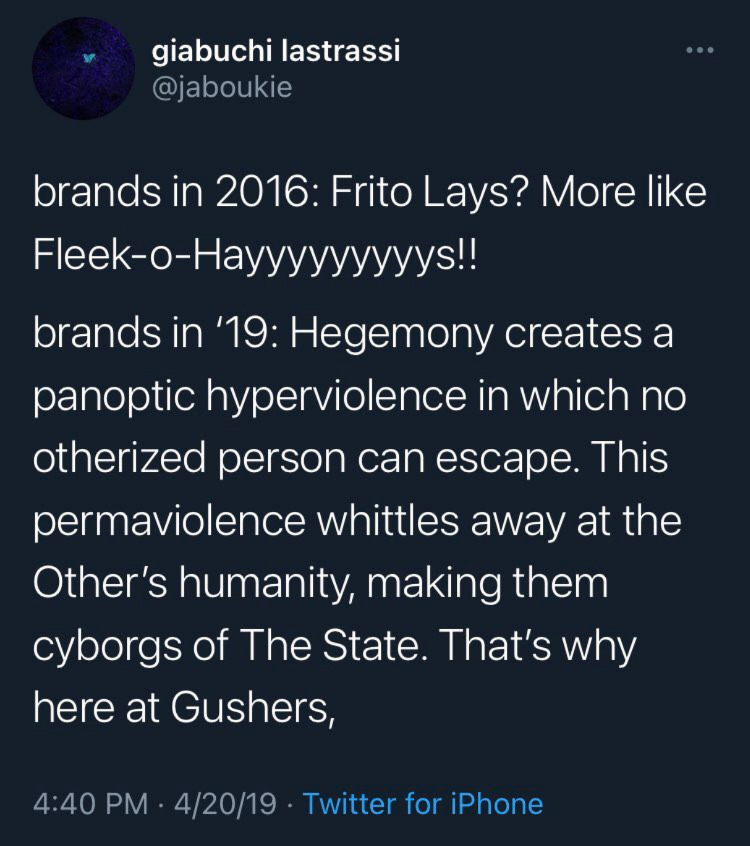 giabuchi lastrassi
@jaboukie
brands in 2016: Frito Lays? More like
Fleek-o-Hayyyyyyyyys!!
brands in ‘19: Hegemony creates a
panoptic hyperviolence in which no
otherized person can escape. This
permaviolence whittles away at the
Other’s humanity, making them
cyborgs of The State. That’s why
here at Gushers,
4:40 PM · 4/20/19 · Twitter for iPhone